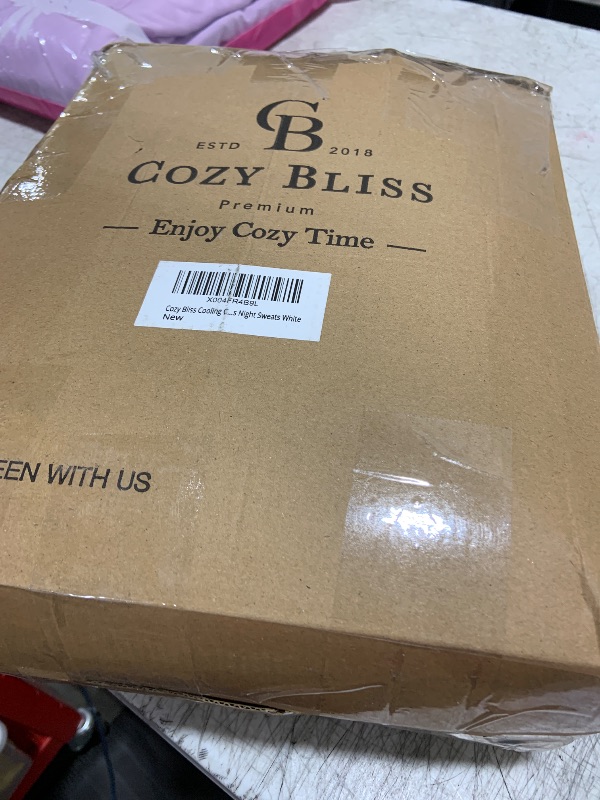 CB
ESTD 2018
COZY BLISS
Premium
Enjoy Cozy Time
X004FR4B9L
Cozy Bliss Cooling C...s Night Sweats White
New
EEN WITH US